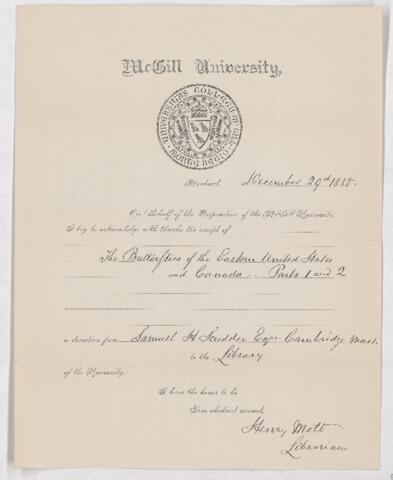 McGill University,
Montreal, December 29th 1888.
On behalf of the Corporation of the McGill University
I beg to acknowledge with thanks the receipt of
The Butterflies of the Eastern United States
and Canada - Parts 1 and 2
a donation from Samuel H Scudder Esqr Cambridge Mass.
to the Library
of the University.
I have the honor to be
Your obedient servant,
Henry Mott
Librarian